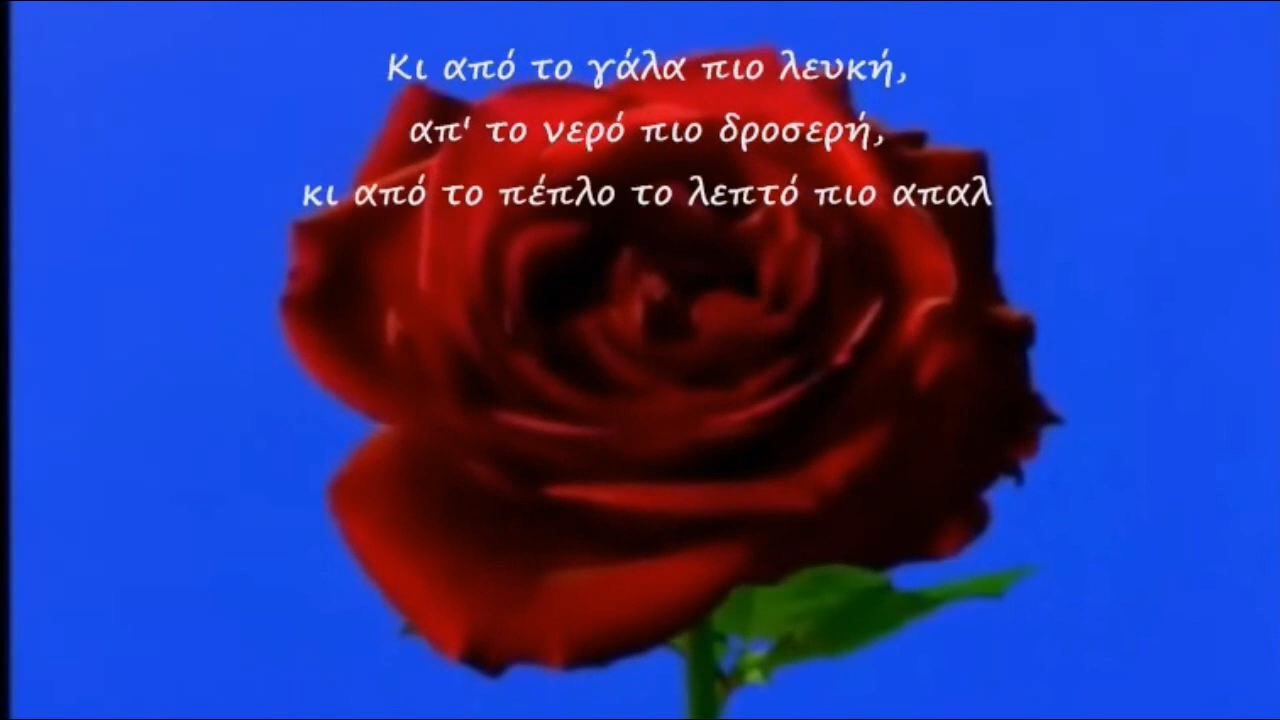 Κι από το γάλα πιο λευκή,
απ' το νερό πιο δροσερή,
κι από το πέπλο το λεπτό πιο απαλ